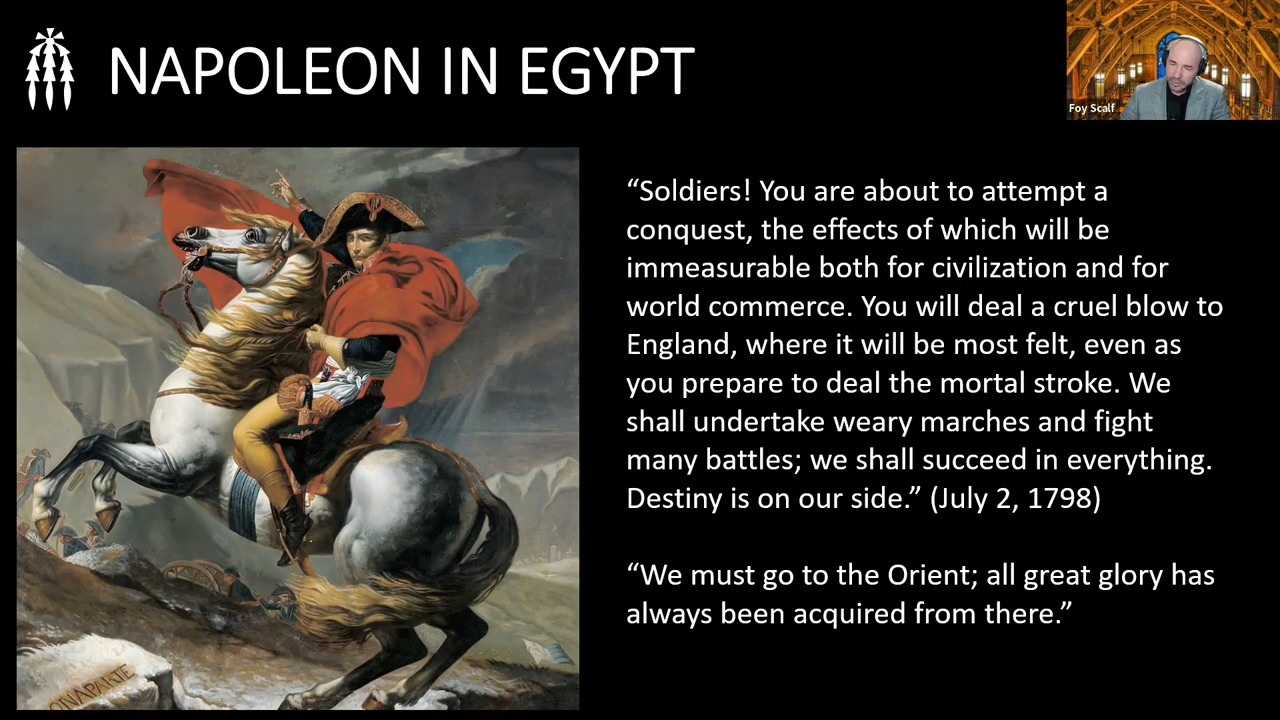 NAPOLEON IN EGYPT
Foy Scalf
“Soldiers! You are about to attempt a
conquest, the effects of which will be
immeasurable both for civilization and for
world commerce. You will deal a cruel blow to
England, where it will be most felt, even as
you prepare to deal the mortal stroke. We
shall undertake weary marches and fight
many battles; we shall succeed in everything.
Destiny is on our side.” (July 2, 1798)
“We must go to the Orient; all great glory has
always been acquired from there.”
ONAPARTE